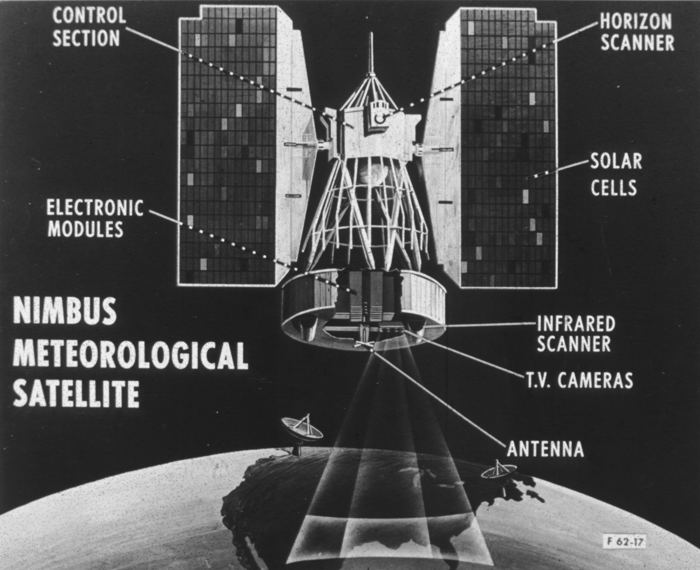 CONTROL
SECTION
HORIZON
SCANNER
SOLAR
CELLS
ELECTRONIC
MODULES
NIMBUS
METEOROLOGICAL
SATELLITE
INFRARED
SCANNER
T.V. CAMERAS
ANTENNA
F 62-17